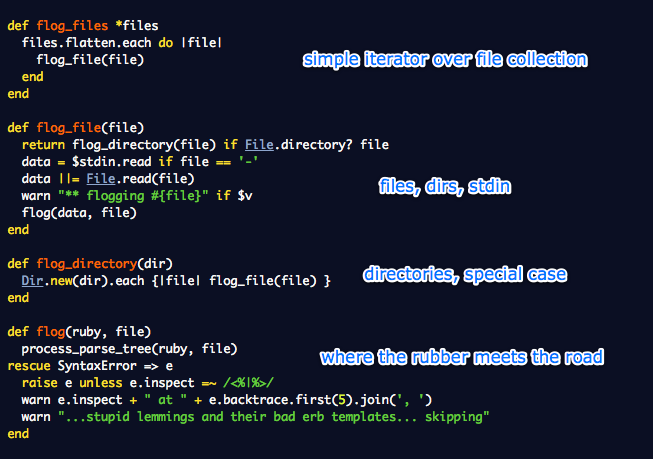 def flog_files *files
  files.flatten.each do |file|
    flog_file(file)
  end
end
simple iterator over file collection
def flog_file(file)
  return flog_directory(file) if File.directory? file
  data = $stdin.read if file == '-'
  data ||= File.read(file)
  warn "** flogging #{file}" if $v
  flog(data, file)
end
files, dirs, stdin
def flog_directory(dir)
  Dir.new(dir).each {|file| flog_file(file) }
end
directories, special case
def flog(ruby, file)
  process_parse_tree(ruby, file)
rescue SyntaxError => e
  raise e unless e.inspect =~ /<%|%>/
  warn e.inspect + " at " + e.backtrace.first(5).join(', ')
  warn "...stupid lemmings and their bad erb templates... skipping"
end
where the rubber meets the road